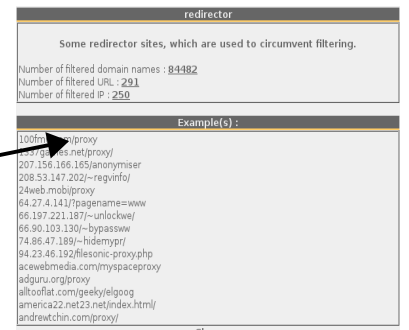 redirector
Some redirector sites, which are used to circumvent filtering.
Number of filtered domain names : 84482
Number of filtered URL : 291
Number of filtered IP : 250
Example(s) :
/proxy
1337games.net/proxy/
207.156.166.165/anonymiser
208.53.147.202/~regvinfo/
24web.mobi/proxy
64.27.4.141/?pagename=www
66.197.221.187/~unlockwe/
66.90.103.130/~bypassww
74.86.47.189/~hidemypr/
94.23.46.192/filesonic-proxy.php
acewebmedia.com/myspaceproxy
adguru.org/proxy
alltooflat.com/geeky/elgoog
america22.net23.net/index.html/
andrewtchin.com/proxy/